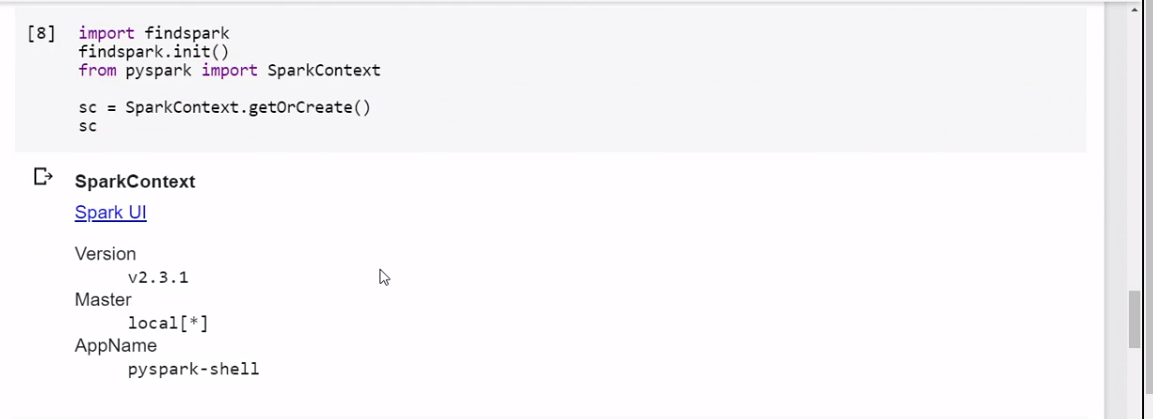 [8] import findspark
findspark.init()
from pyspark import SparkContext
sc = SparkContext.getOrCreate()
sc
SparkContext
Spark UI
Version
v2.3.1
Master
local[*]
AppName
pyspark-shell